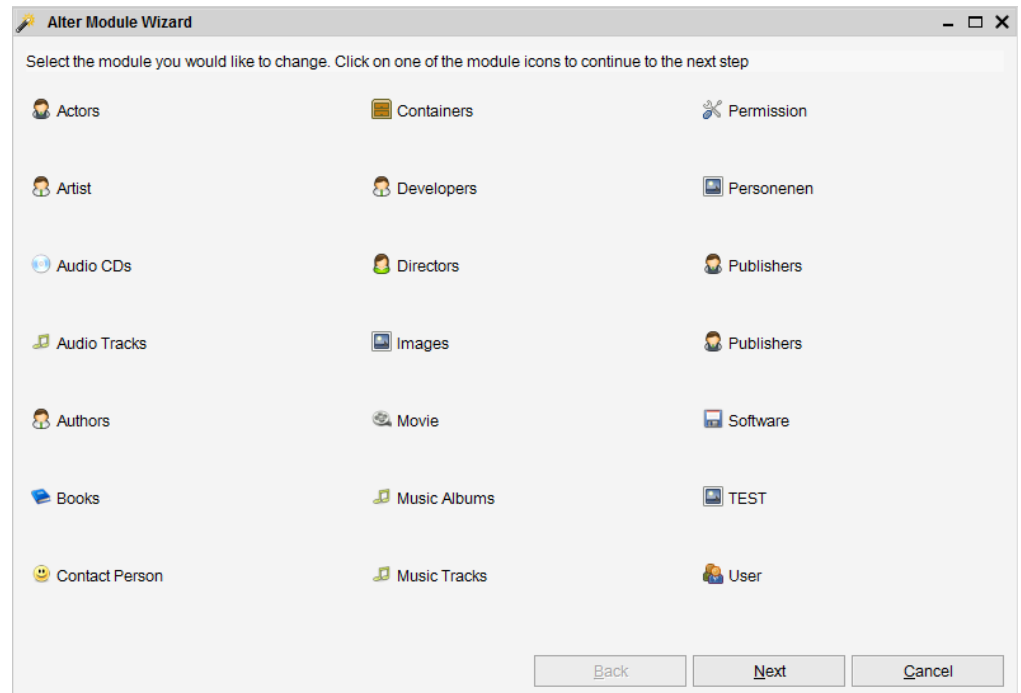 Alter Module Wizard
Select the module you would like to change. Click on one of the module icons to continue to the next step
Actors
Containers
Permission
Artist
Developers
Personenen
Audio CDs
Directors
Publishers
Audio Tracks
Images
Publishers
Authors
Movie
Software
Books
Music Albums
TEST
Contact Person
Music Tracks
User
Back
Next
Cancel